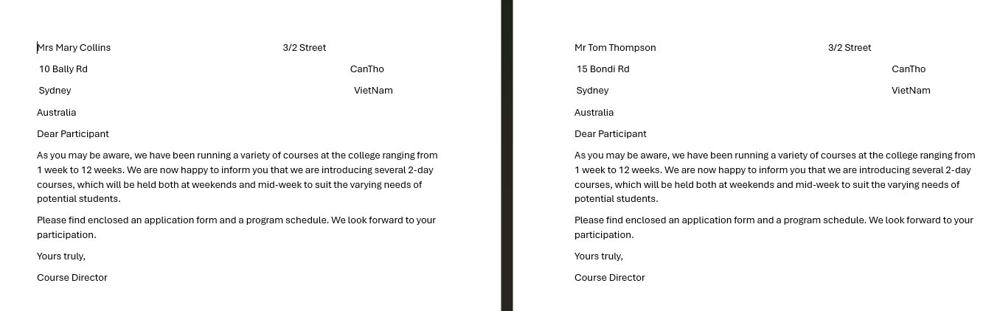 Mrs Mary Collins 3/2 Street
10 Bally Rd CanTho
Sydney VietNam
Australia
Dear Participant
As you may be aware, we have been running a variety of courses at the college ranging from
1 week to 12 weeks. We are now happy to inform you that we are introducing several 2-day
courses, which will be held both at weekends and mid-week to suit the varying needs of
potential students.
Please find enclosed an application form and a program schedule. We look forward to your
participation.
Yours truly,
Course Director
Mr Tom Thompson 3/2 Street
15 Bondi Rd CanTho
Sydney VietNam
Australia
Dear Participant
As you may be aware, we have been running a variety of courses at the college ranging from
1 week to 12 weeks. We are now happy to inform you that we are introducing several 2-day
courses, which will be held both at weekends and mid-week to suit the varying needs of
potential students.
Please find enclosed an application form and a program schedule. We look forward to your
participation.
Yours truly,
Course Director